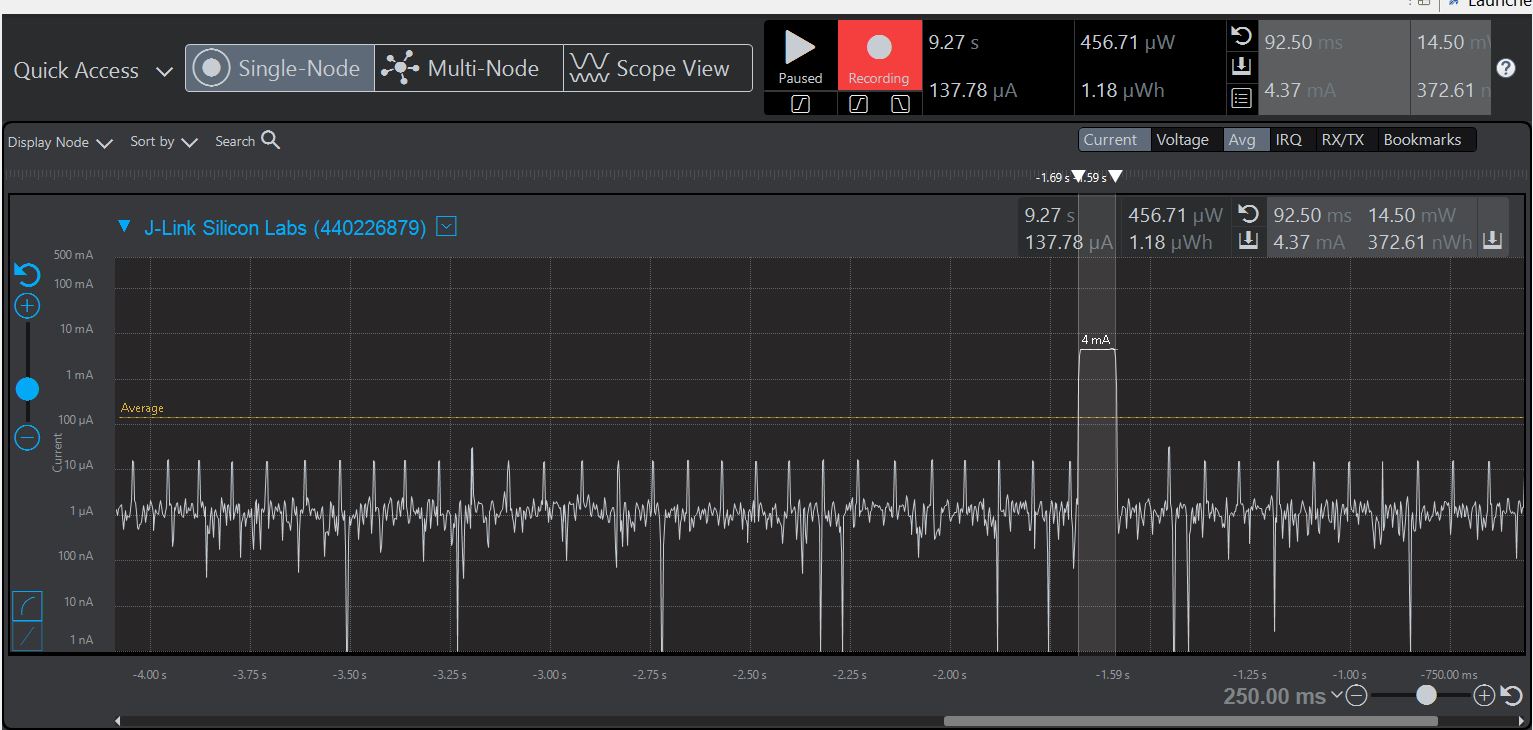 Launche
Quick Access
Single-Node
Multi-Node
Scope View
Paused
Recording
9.27 s
456.71 µW
137.78 µA
1.18 µWh
92.50 ms
14.50 mW
4.37 mA
372.61 n
Display Node
Sort by
Search
Current
Voltage
Avg
IRQ
RX/TX
Bookmarks
-1.69 s
.59 s
J-Link Silicon Labs (440226879)
9.27 s
456.71 µW
92.50 ms
14.50 mW
137.78 µA
1.18 µWh
4.37 mA
372.61 nWh
500 mA
100 mA
10 mA
4 mA
1 mA
Average
100 µA
Current
10 µA
1 µA
100 nA
10 nA
1 nA
-4.00 s
-3.75 s
-3.50 s
-3.25 s
-3.00 s
-2.75 s
-2.50 s
-2.25 s
-2.00 s
-1.59 s
-1.25 s
-1.00 s
-750.00 ms
250.00 ms